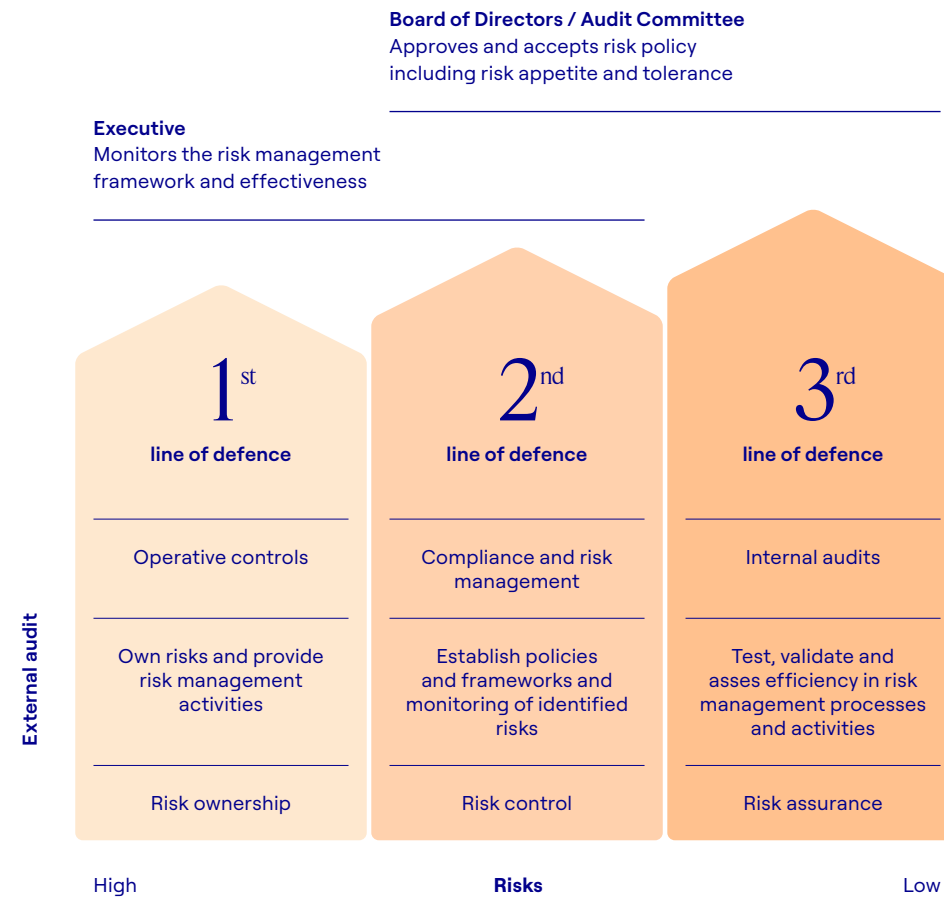 Board of Directors / Audit Committee
Approves and accepts risk policy
including risk appetite and tolerance
Executive
Monitors the risk management
framework and effectiveness
1st
line of defence
Operative controls
Own risks and provide
risk management
activities
Risk ownership
2nd
line of defence
Compliance and risk
management
Establish policies
and frameworks and
monitoring of identified
risks
Risk control
3rd
line of defence
Internal audits
Test, validate and
asses efficiency in risk
management processes
and activities
Risk assurance
External audit
High
Risks
Low